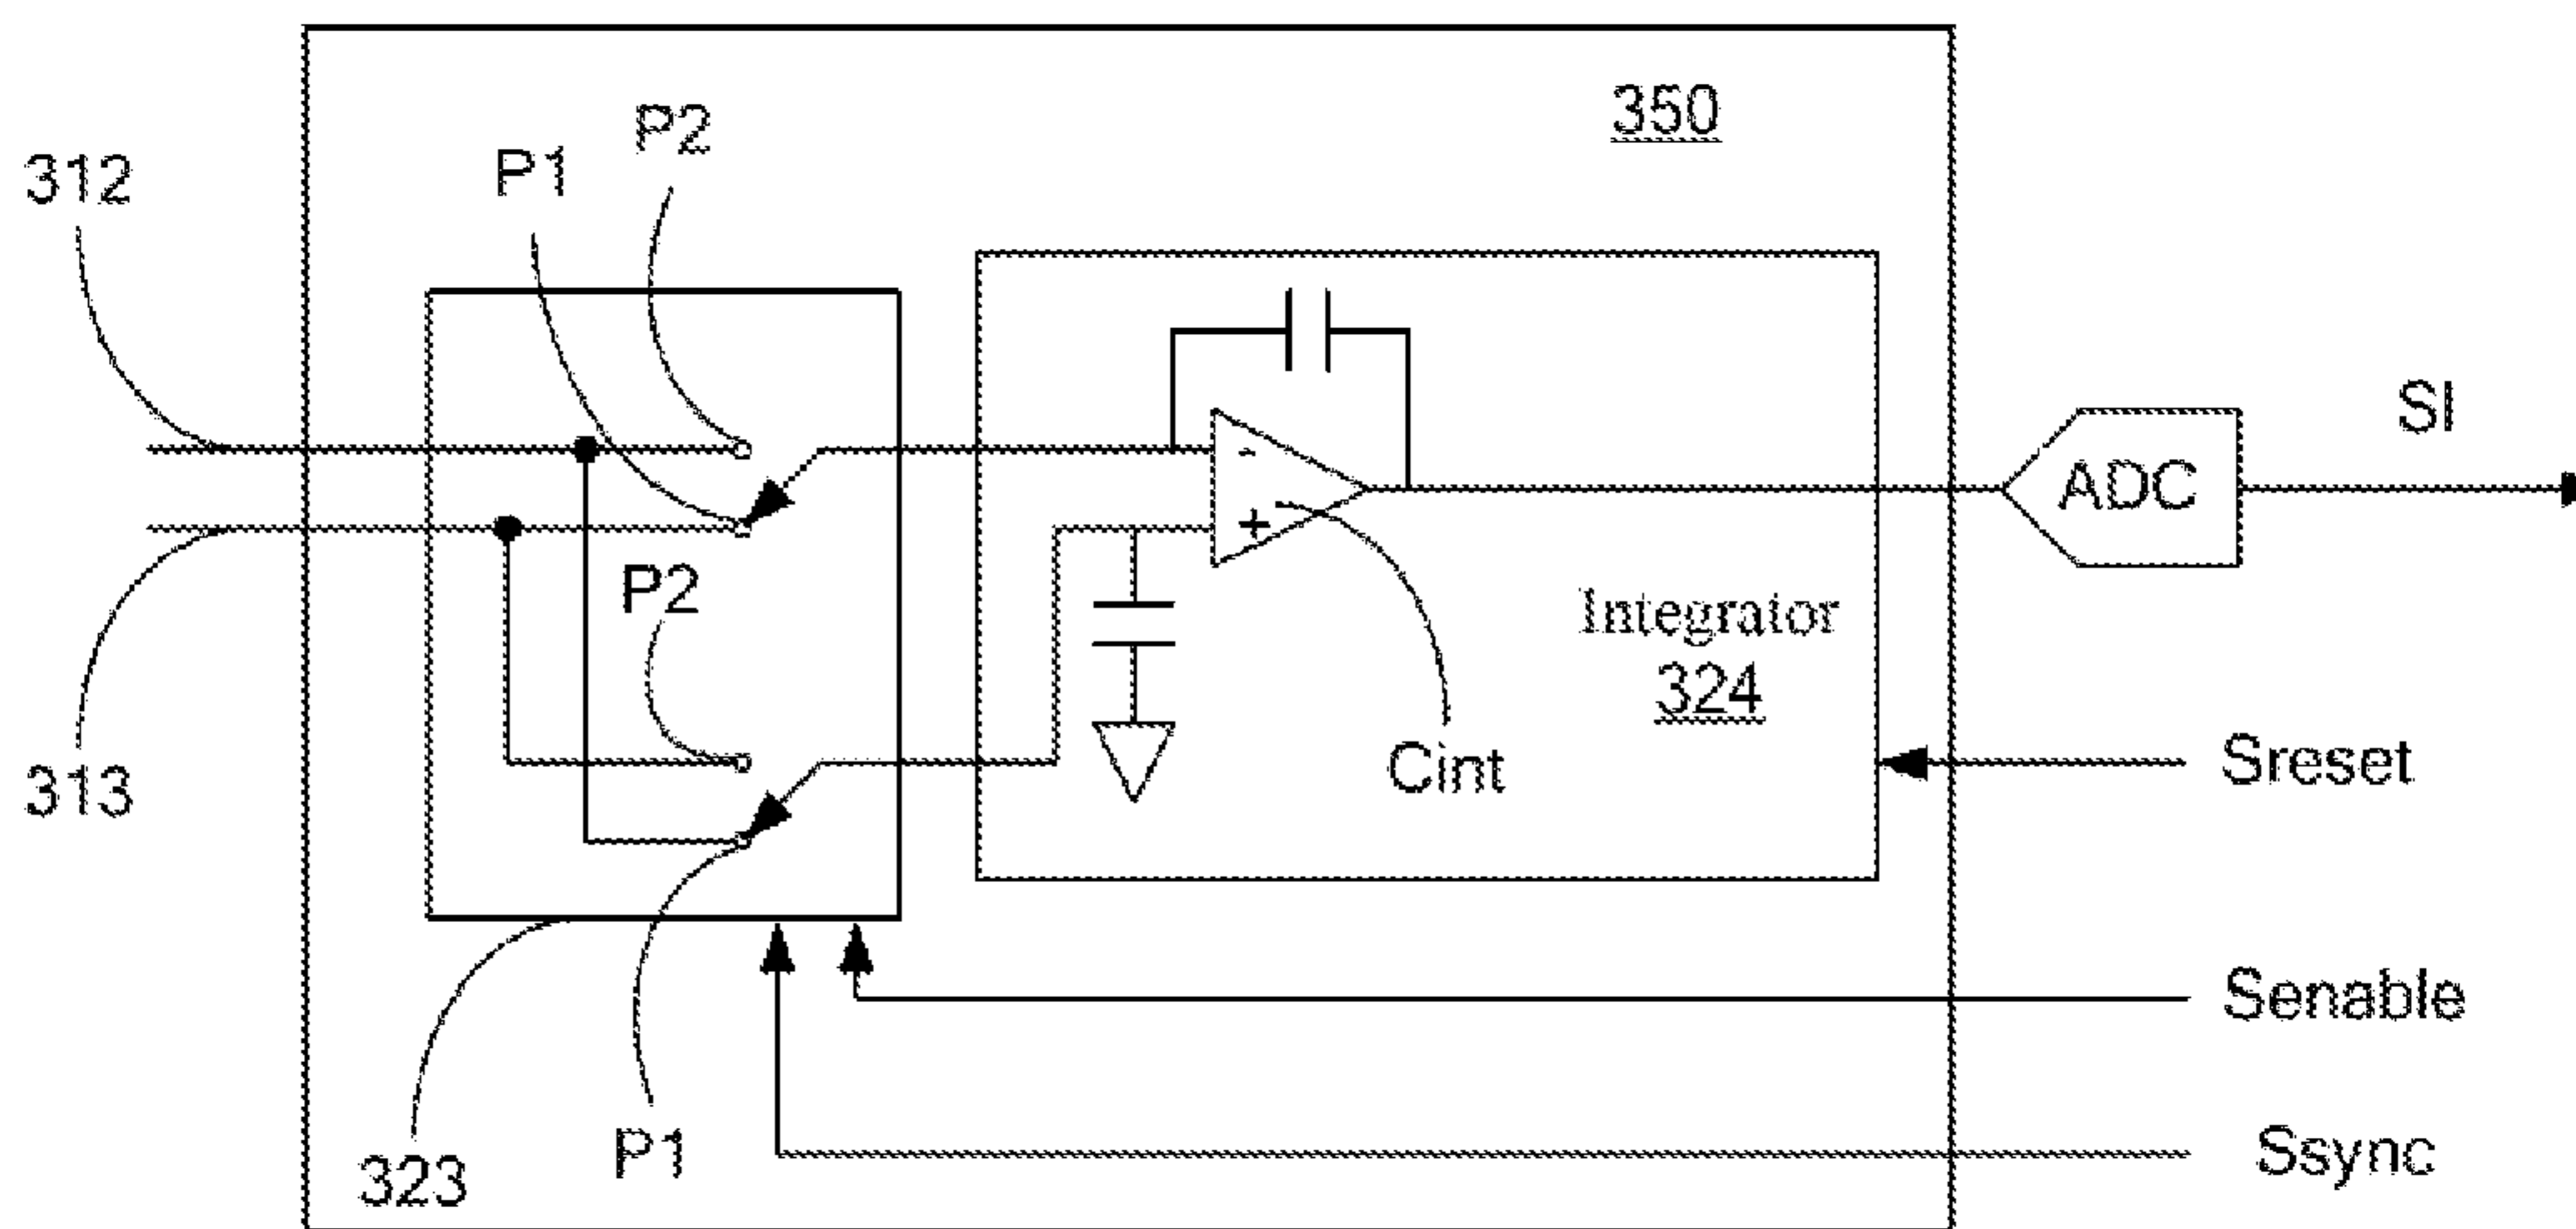 350
P2
P1
312
SI
-
ADC
+
P2
Integrator
324
Cint
Sreset
313
Senable
P1
Ssync
323